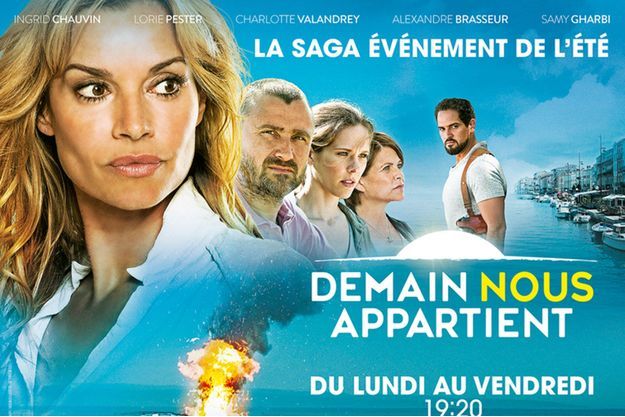 INGRID CHAUVIN LORIE PESTER CHARLOTTE VALANDREY ALEXANDRE BRASSEUR SAMY GHARBI
LA SAGA ÉVÉNEMENT DE L'ÉTÉ
DEMAIN NOUS
APPARTIENT
DU LUNDI AU VENDREDI
19:20